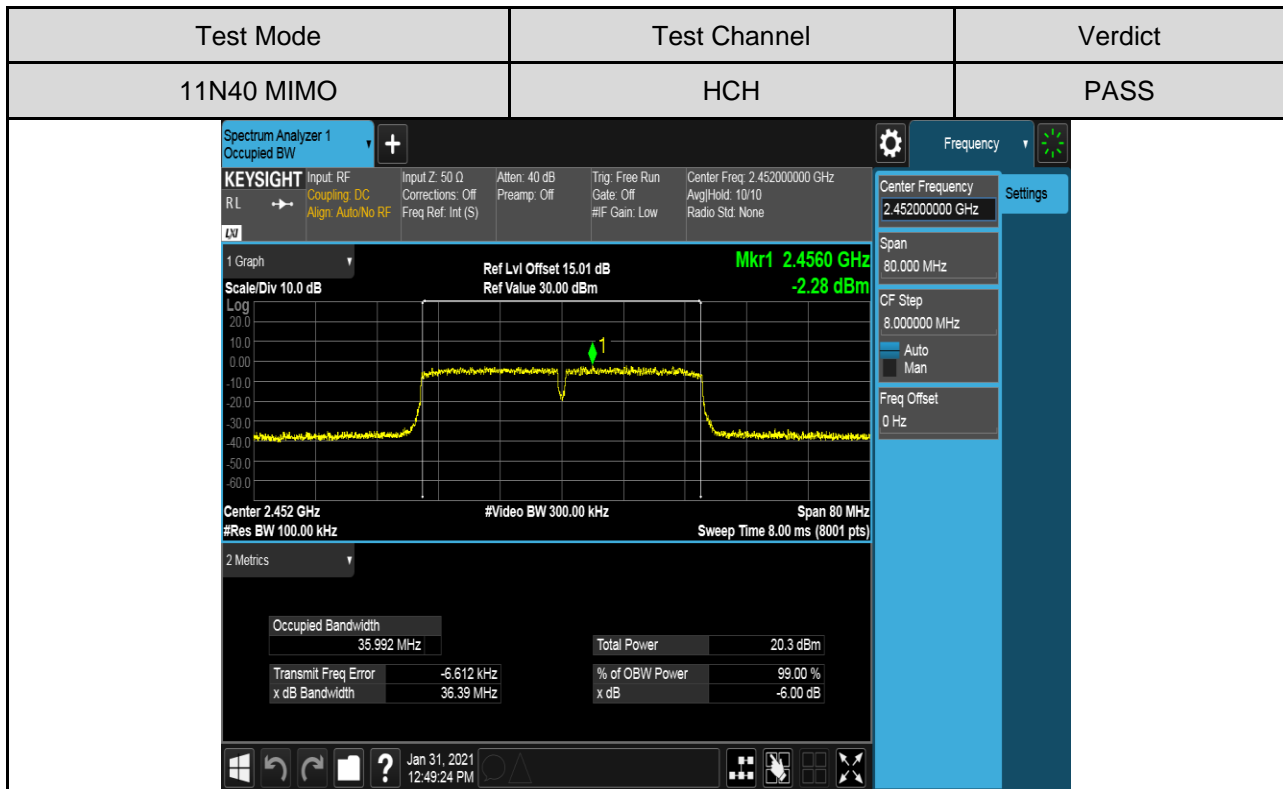 Test Mode Test Channel Verdict
11N40 MIMO HCH PASS
Spectrum Analyzer 1
Occupied BW
+
Frequency
KEYSIGHT Input: RF Input Z: 50 Ω Atten: 40 dB Trig: Free Run Center Freq: 2.452000000 GHz
RL Coupling: DC Corrections: Off Preamp: Off Gate: Off Avg|Hold: 10/10
Align: Auto/No RF Freq Ref: Int (S) #IF Gain: Low Radio Std: None
LXI
Center Frequency Settings
2.452000000 GHz
Span
80.000 MHz
CF Step
8.000000 MHz
Auto
Man
Freq Offset
0 Hz
1 Graph Ref Lvl Offset 15.01 dB Mkr1 2.4560 GHz
Scale/Div 10.0 dB Ref Value 30.00 dBm -2.28 dBm
Log
20.0
10.0
1
0.00
-10.0
-20.0
-30.0
-40.0
-50.0
-60.0
Center 2.452 GHz #Video BW 300.00 kHz Span 80 MHz
#Res BW 100.00 kHz Sweep Time 8.00 ms (8001 pts)
2 Metrics
Occupied Bandwidth
35.992 MHz Total Power 20.3 dBm
Transmit Freq Error -6.612 kHz % of OBW Power 99.00 %
x dB Bandwidth 36.39 MHz x dB -6.00 dB
? Jan 31, 2021
12:49:24 PM